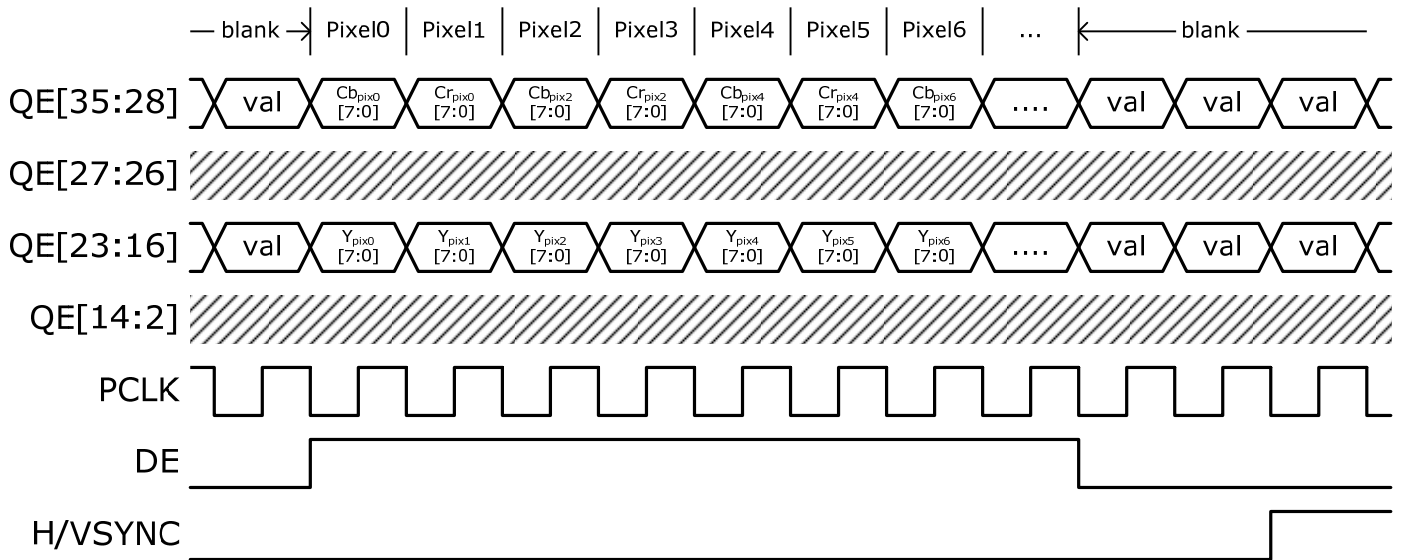 blank Pixel0 Pixel1 Pixel2 Pixel3 Pixel4 Pixel5 Pixel6 ... blank
QE[35:28] val Cbpix0 [7:0] Crpix0 [7:0] Cbpix2 [7:0] Crpix2 [7:0] Cbpix4 [7:0] Crpix4 [7:0] Cbpix6 [7:0] .... val val val
QE[27:26]
QE[23:16] val Ypix0 [7:0] Ypix1 [7:0] Ypix2 [7:0] Ypix3 [7:0] Ypix4 [7:0] Ypix5 [7:0] Ypix6 [7:0] .... val val val
QE[14:2]
PCLK
DE
H/VSYNC